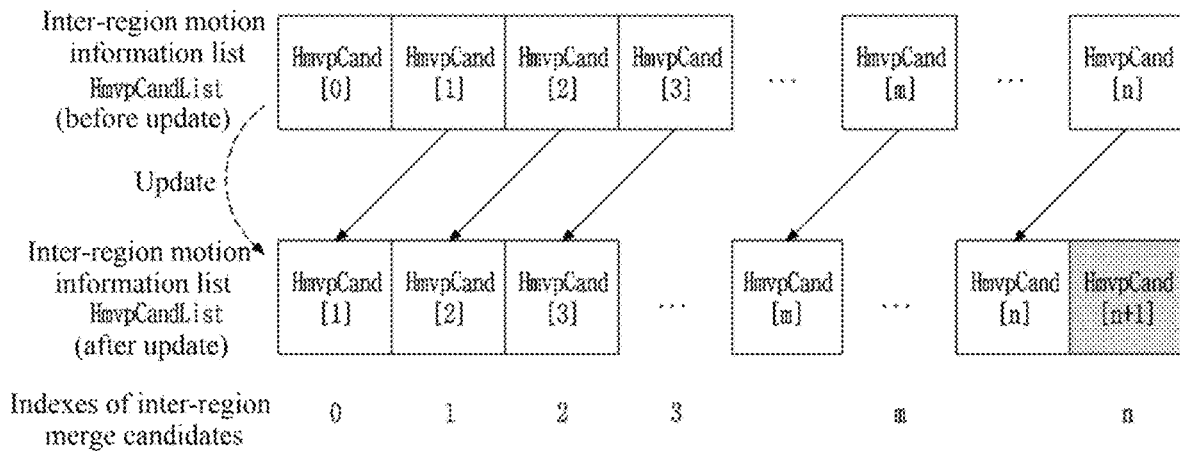 Inter-region motion
information list
HmvpCandList
(before update)
HmvpCand
[0]
HmvpCand
[1]
HmvpCand
[2]
HmvpCand
[3]
...
HmvpCand
[m]
...
HmvpCand
[n]
Update
Inter-region motion
information list
HmvpCandList
(after update)
HmvpCand
[1]
HmvpCand
[2]
HmvpCand
[3]
...
HmvpCand
[m]
...
HmvpCand
[n]
HmvpCand
[n+1]
Indexes of inter-region
merge candidates
0 1 2 3 m n